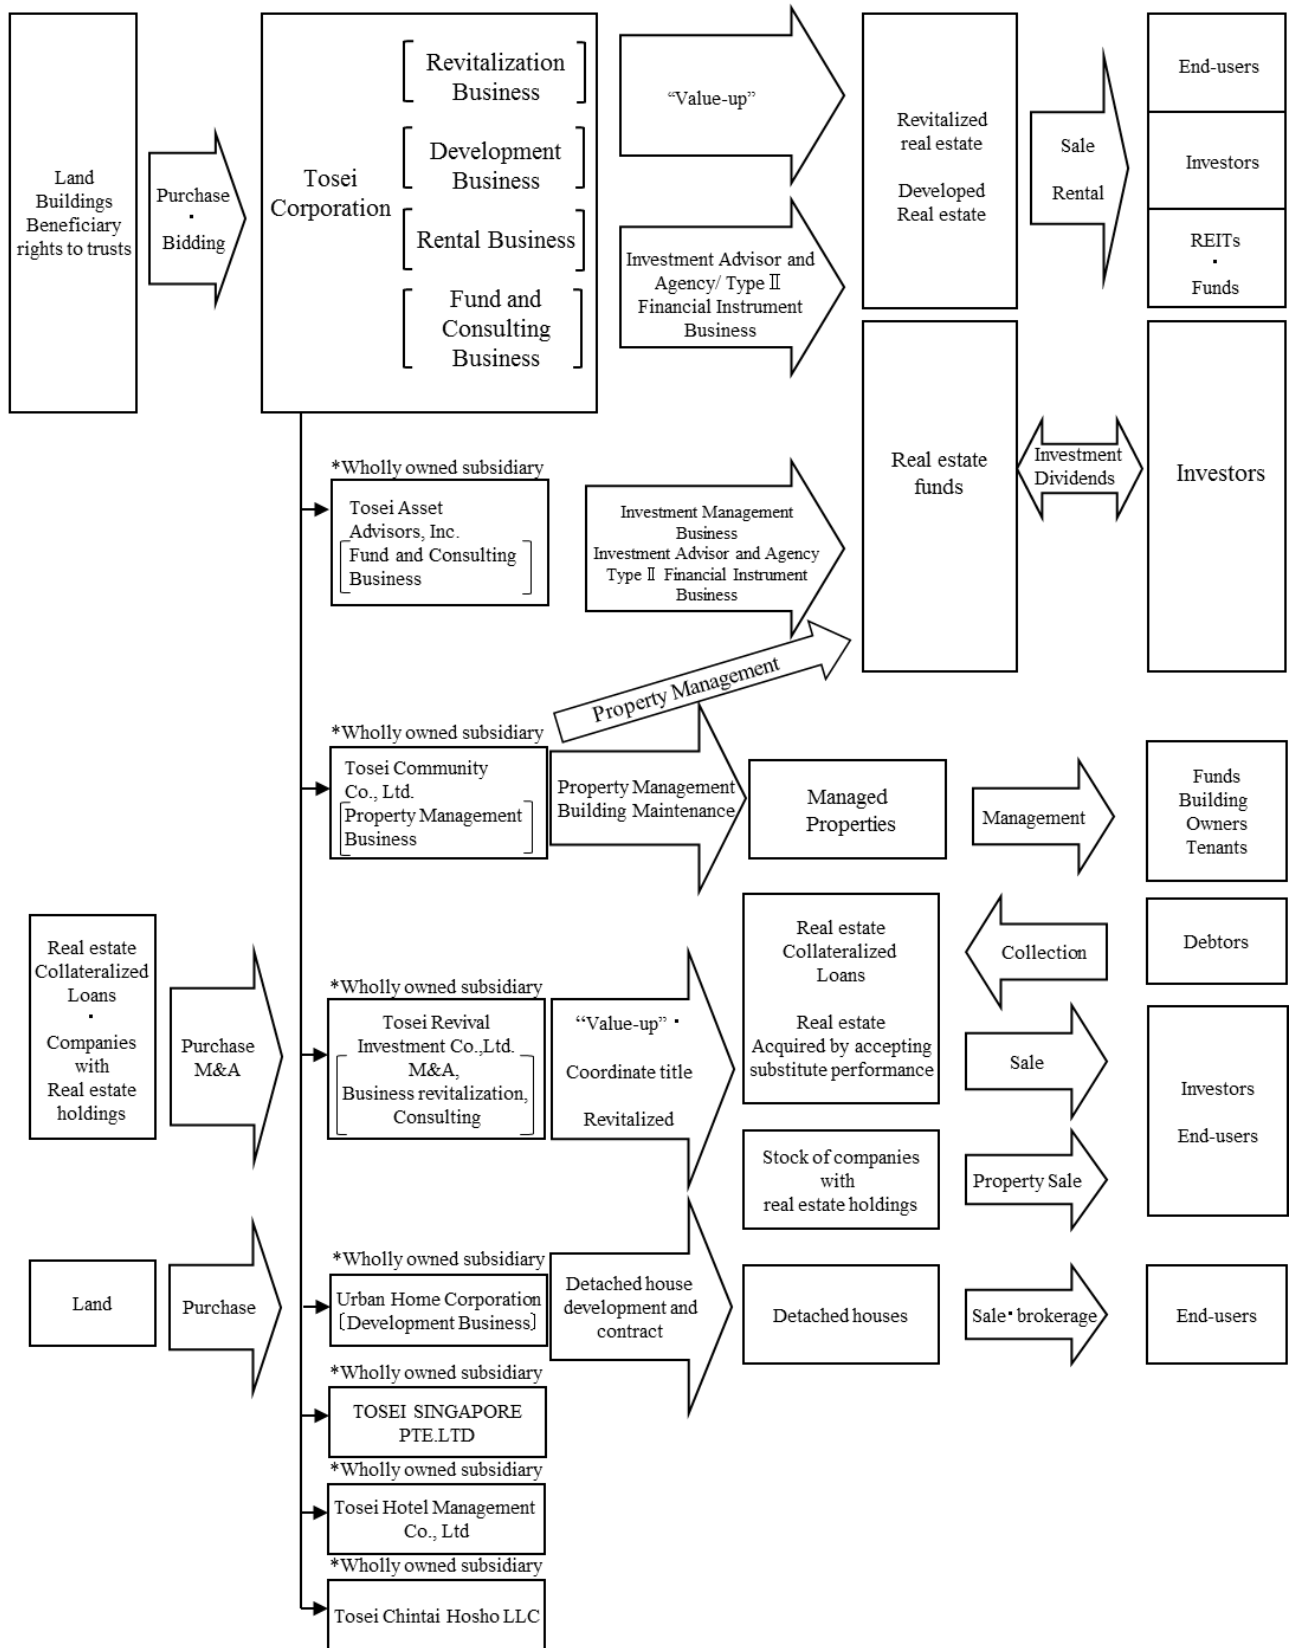 Land
Buildings
Beneficiary
rights to trusts
Purchase
・
Bidding
Tosei
Corporation
Revitalization
Business
Development
Business
Rental Business
Fund and
Consulting
Business
“Value-up”
Investment Advisor and
Agency/ Type Ⅱ
Financial Instrument
Business
Revitalized
real estate
Developed
Real estate
Sale
Rental
End-users
Investors
REITs
・
Funds
Real estate
funds
Investment
Dividends
Investors
*Wholly owned subsidiary
Tosei Asset
Advisors, Inc.
Fund and Consulting
Business
Investment Management
Business
Investment Advisor and Agency
Type Ⅱ Financial Instrument
Business
Property Management
*Wholly owned subsidiary
Tosei Community
Co., Ltd.
Property Management
Business
Property Management
Building Maintenance
Managed
Properties
Management
Funds
Building
Owners
Tenants
Real estate
Collateralized
Loans
・
Companies
with
Real estate
holdings
Purchase
M&A
*Wholly owned subsidiary
Tosei Revival
Investment Co.,Ltd.
M&A,
Business revitalization,
Consulting
“Value-up”・
Coordinate title
Revitalized
Real estate
Collateralized
Loans
Real estate
Acquired by accepting
substitute performance
Collection
Debtors
Sale
Investors
End-users
Stock of companies
with
real estate holdings
Property Sale
Land
Purchase
*Wholly owned subsidiary
Urban Home Corporation
〔Development Business〕
Detached house
development and
contract
Detached houses
Sale・brokerage
End-users
*Wholly owned subsidiary
TOSEI SINGAPORE
PTE.LTD
*Wholly owned subsidiary
Tosei Hotel Management
Co., Ltd
*Wholly owned subsidiary
Tosei Chintai Hosho LLC